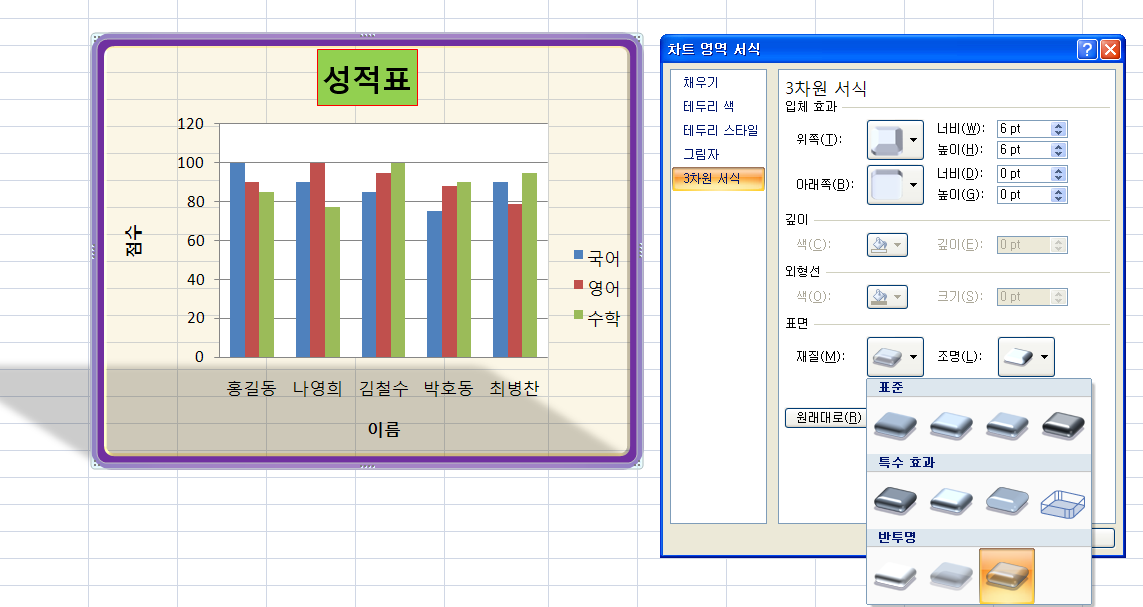 성적표
120
100
80
60
40
20
0
점수
홍길동 나영희 김철수 박호동 최병찬
이름
국어
영어
수학
차트 영역 서식
채우기
테두리 색
테두리 스타일
그림자
3차원 서식
3차원 서식
입체 효과
위쪽(T):
너비(W): 6 pt
높이(H): 6 pt
아래쪽(B):
너비(D): 0 pt
높이(G): 0 pt
깊이
색(C): 깊이(E): 0 pt
외형선
색(O): 크기(S): 0 pt
표면
재질(M): 조명(L):
원래대로(R)
표준
특수 효과
반투명